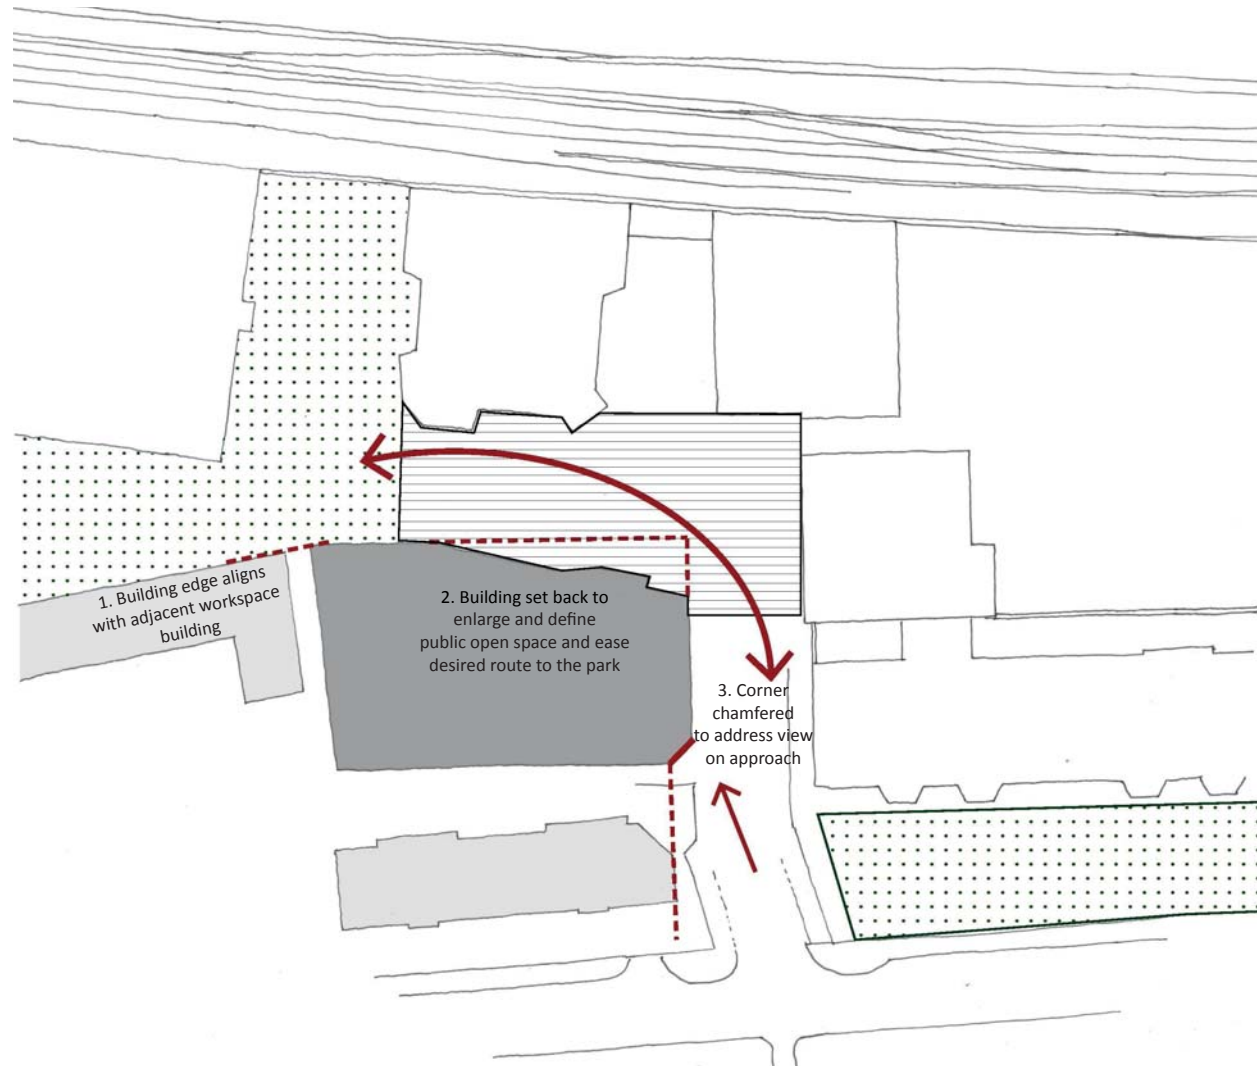 1. Building edge aligns
with adjacent workspace
building
2. Building set back to
enlarge and define
public open space and ease
desired route to the park
3. Corner
chamfered
to address view
on approach